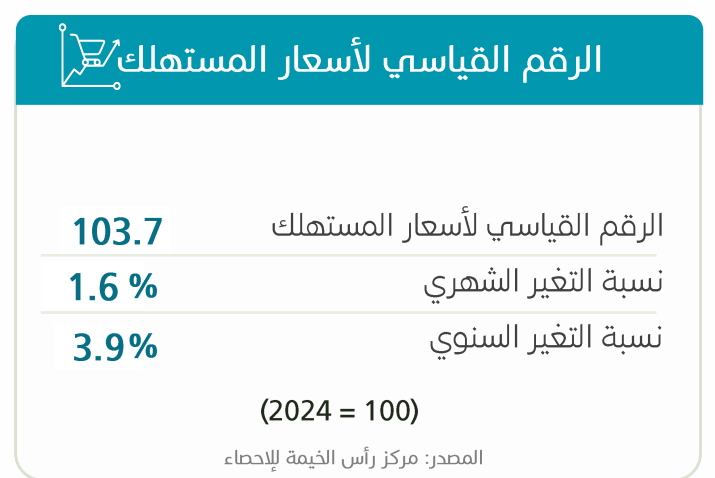 الرقم القياسي لأسعار المستهلك
الرقم القياسي لأسعار المستهلك 103.7
نسبة التغير الشهري 1.6 %
نسبة التغير السنوي 3.9%
(2024 = 100)
المصدر: مركز رأس الخيمة للإحصاء